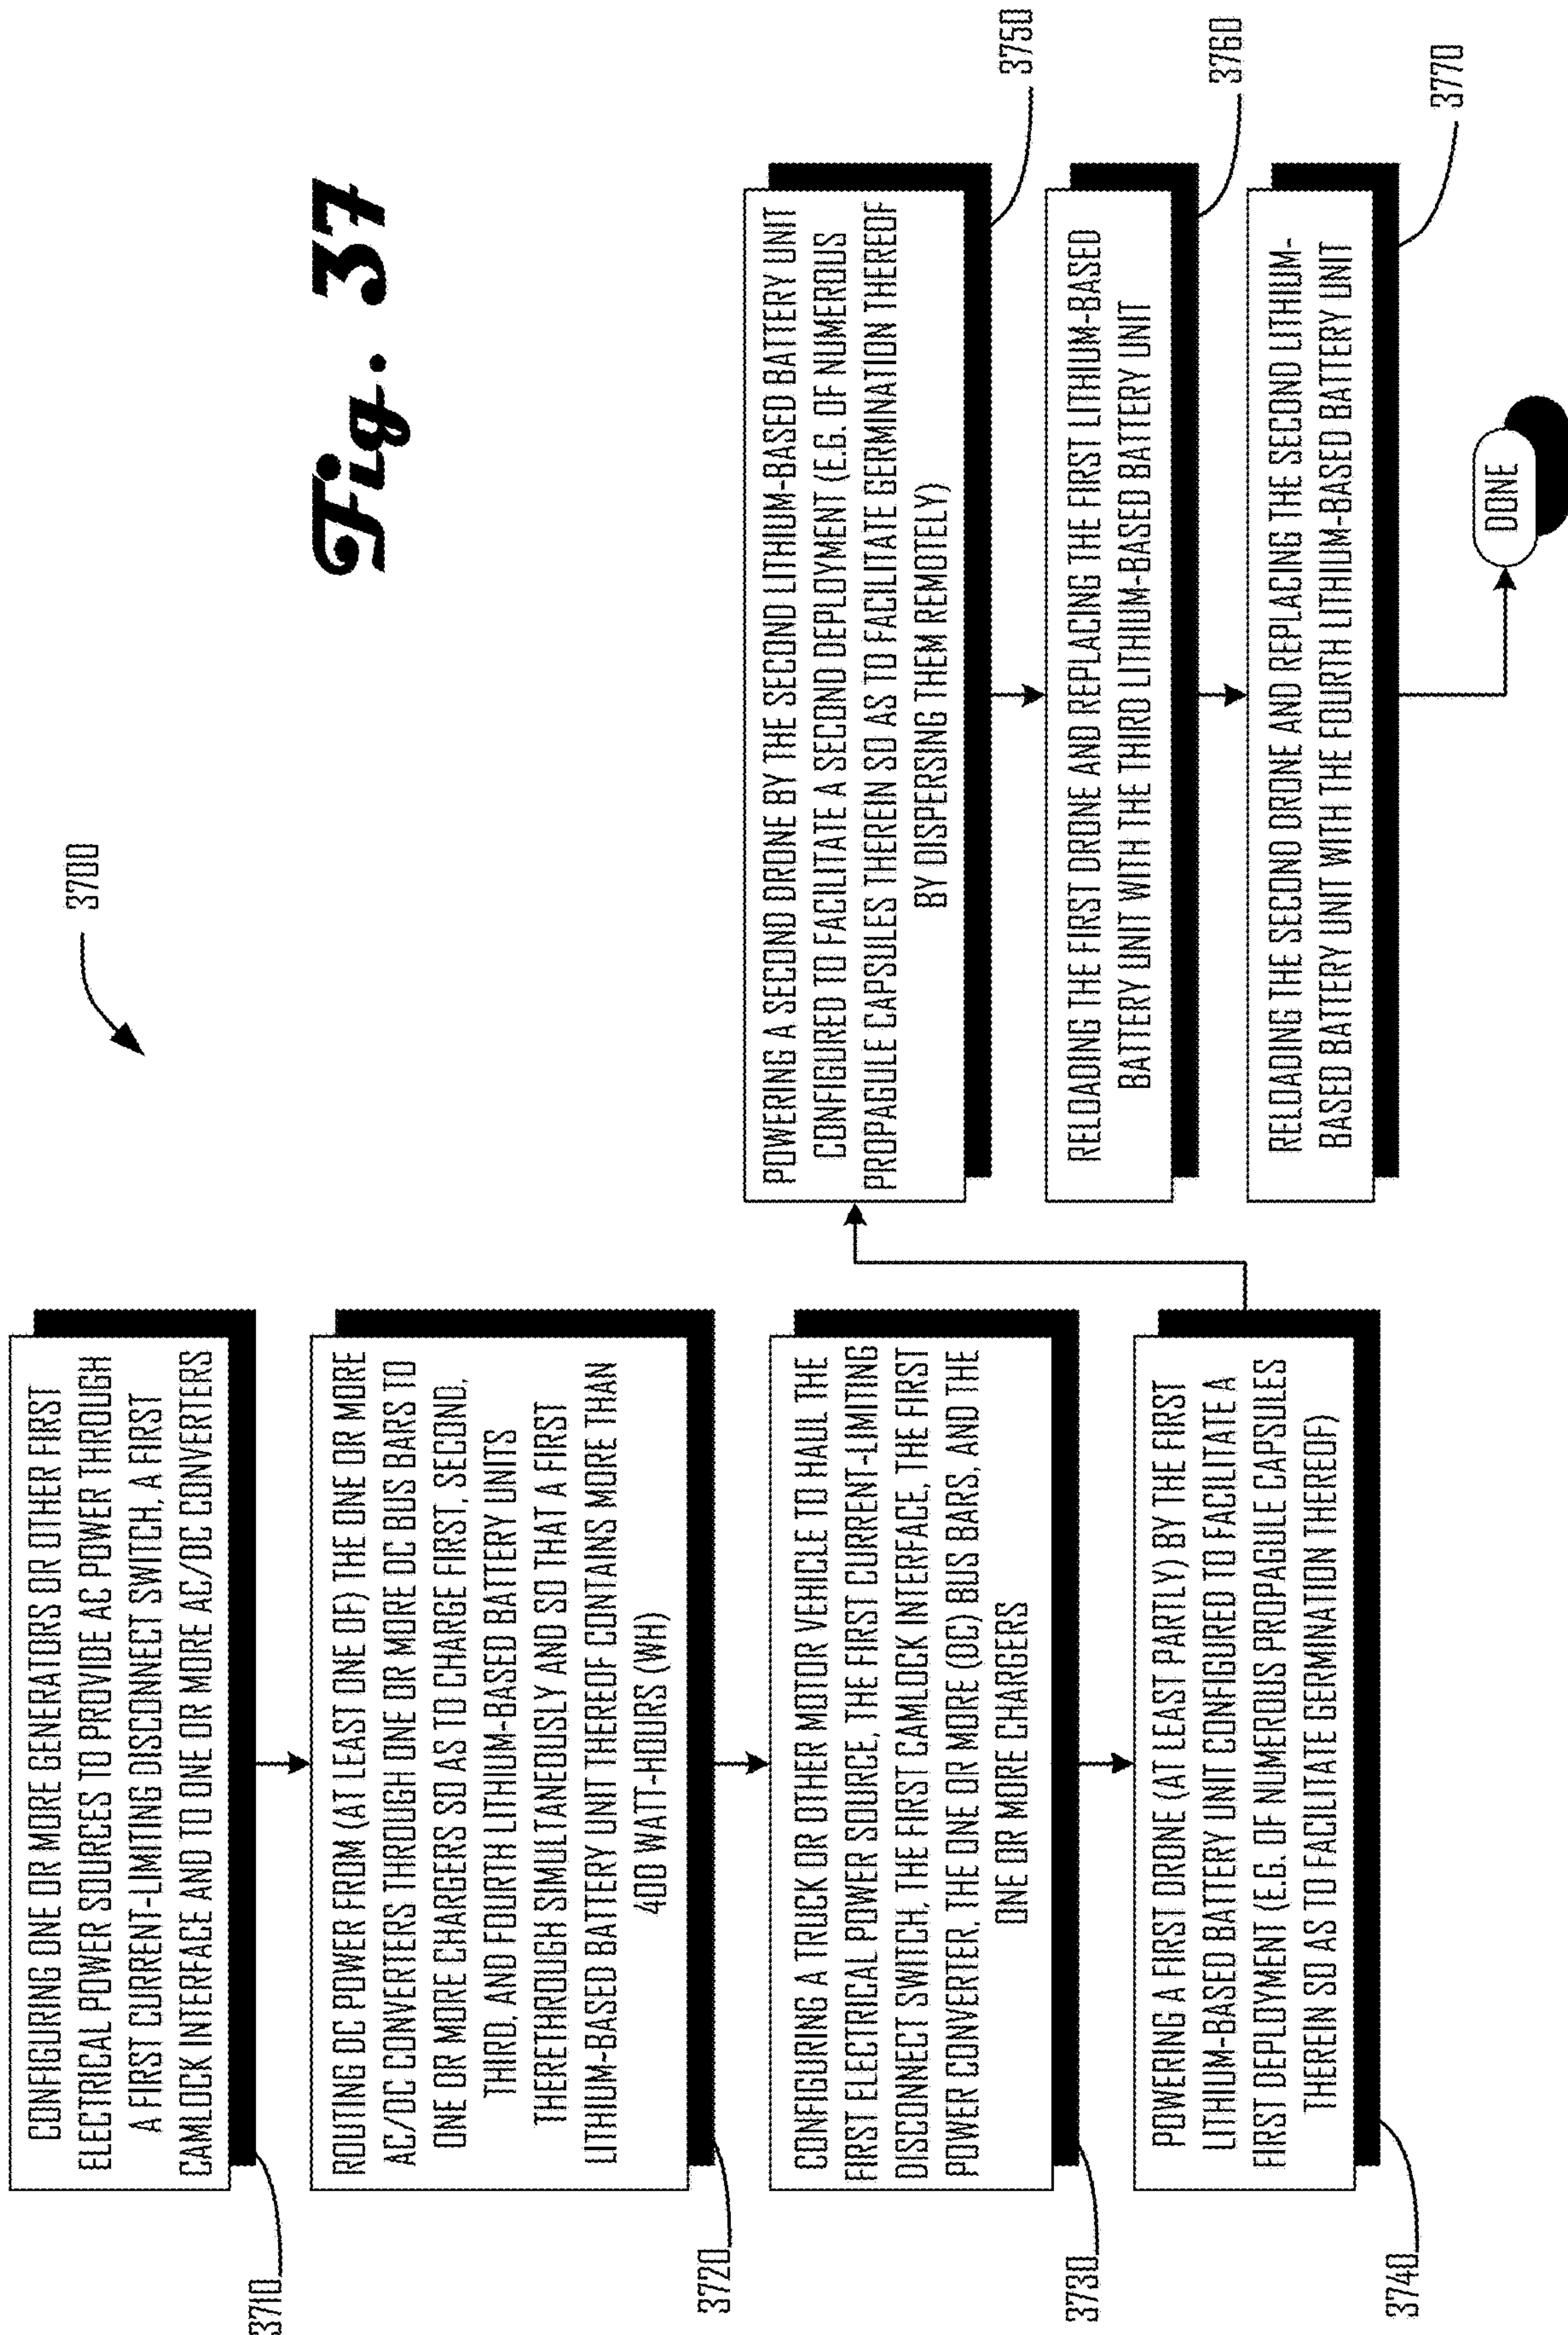 Fig. 37
3700
CONFIGURING ONE OR MORE GENERATORS OR OTHER FIRST
ELECTRICAL POWER SOURCES TO PROVIDE AC POWER THROUGH
A FIRST CURRENT-LIMITING DISCONNECT SWITCH, A FIRST
CAMLOCK INTERFACE AND TO ONE OR MORE AC/DC CONVERTERS
3710
ROUTING DC POWER FROM (AT LEAST ONE OF) THE ONE OR MORE
AC/DC CONVERTERS THROUGH ONE OR MORE DC BUS BARS TO
ONE OR MORE CHARGERS SO AS TO CHARGE FIRST, SECOND,
THIRD, AND FOURTH LITHIUM-BASED BATTERY UNITS
THERETHROUGH SIMULTANEOUSLY AND SO THAT A FIRST
LITHIUM-BASED BATTERY UNIT THEREOF CONTAINS MORE THAN
400 WATT-HOURS (WH)
3720
CONFIGURING A TRUCK OR OTHER MOTOR VEHICLE TO HAUL THE
FIRST ELECTRICAL POWER SOURCE, THE FIRST CURRENT-LIMITING
DISCONNECT SWITCH, THE FIRST CAMLOCK INTERFACE, THE FIRST
POWER CONVERTER, THE ONE OR MORE (DC) BUS BARS, AND THE
ONE OR MORE CHARGERS
3730
POWERING A FIRST DRONE (AT LEAST PARTLY) BY THE FIRST
LITHIUM-BASED BATTERY UNIT CONFIGURED TO FACILITATE A
FIRST DEPLOYMENT (E.G. OF NUMEROUS PROPAGULE CAPSULES
THEREIN SO AS TO FACILITATE GERMINATION THEREOF)
3740
POWERING A SECOND DRONE BY THE SECOND LITHIUM-BASED BATTERY UNIT
CONFIGURED TO FACILITATE A SECOND DEPLOYMENT (E.G. OF NUMEROUS
PROPAGULE CAPSULES THEREIN SO AS TO FACILITATE GERMINATION THEREOF
BY DISPERSING THEM REMOTELY)
3750
RELOADING THE FIRST DRONE AND REPLACING THE FIRST LITHIUM-BASED
BATTERY UNIT WITH THE THIRD LITHIUM-BASED BATTERY UNIT
3760
RELOADING THE SECOND DRONE AND REPLACING THE SECOND LITHIUM-
BASED BATTERY UNIT WITH THE FOURTH LITHIUM-BASED BATTERY UNIT
3770
DONE